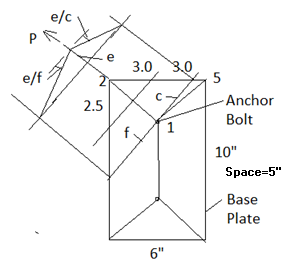 e/c
P
e
e/f
3.0
3.0
2
5
2.5
c
Anchor
Bolt
f
1
10"
Space=5"
Base
Plate
6"